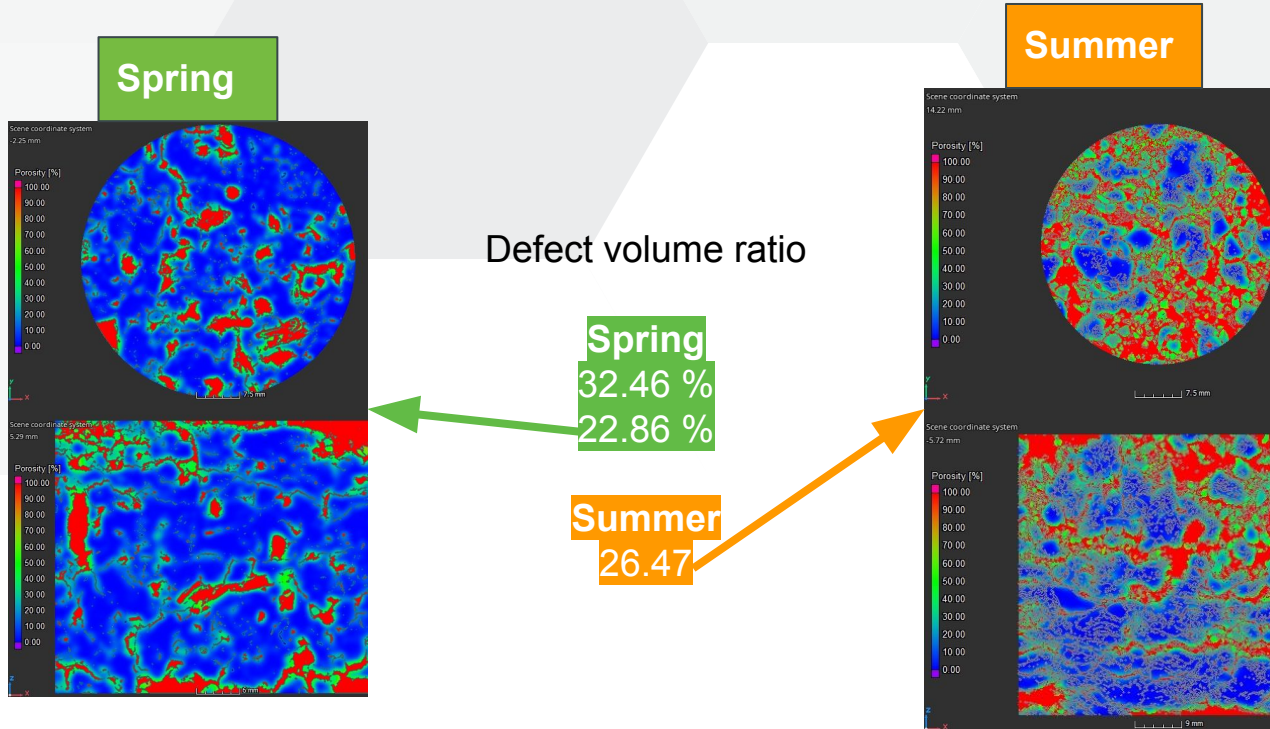 Spring
Scene coordinate system
-2.25 mm
Porosity [%]
100 00
90 00
80 00
70 00
60 00
50 00
40 00
30 00
20 00
10 00
0 00
y
x
7.5 mm
Scene coordinate system
5.29 mm
Porosity [%]
100 00
90 00
80 00
70 00
60 00
50 00
40 00
30 00
20 00
10 00
0 00
z
x
6 mm
Defect volume ratio
Spring
32.46 %
22.86 %
Summer
26.47
Summer
Scene coordinate system
14.22 mm
Porosity [%]
100 00
90 00
80 00
70 00
60 00
50 00
40 00
30 00
20 00
10 00
0 00
y
x
7.5 mm
Scene coordinate system
-5.72 mm
Porosity [%]
100 00
90 00
80 00
70 00
60 00
50 00
40 00
30 00
20 00
10 00
0 00
z
x
9 mm